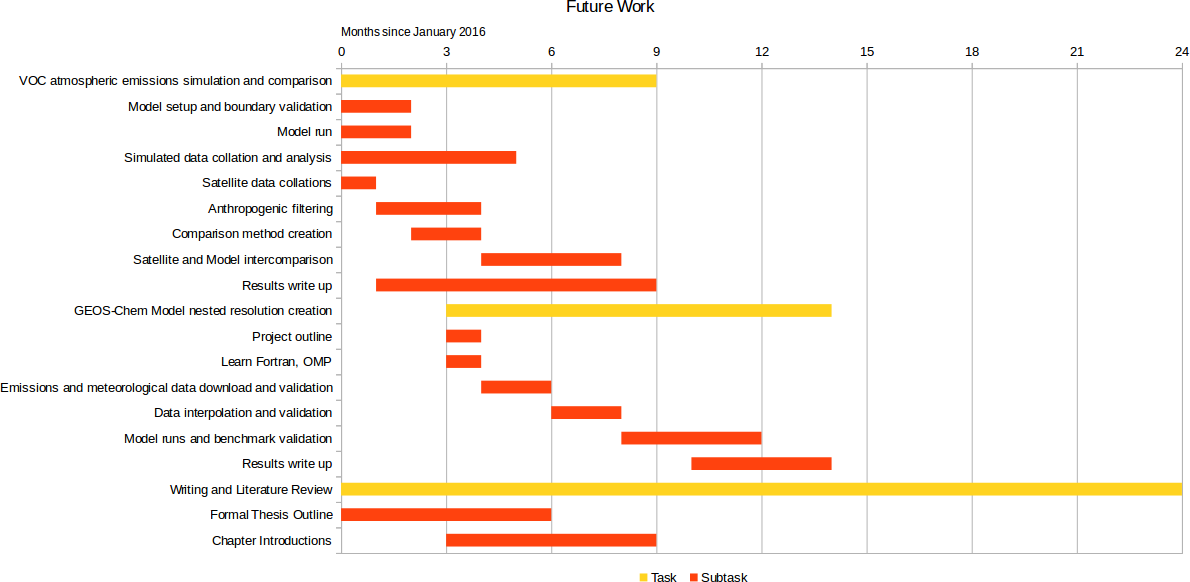 Future Work
Months since January 2016
0 3 6 9 12 15 18 21 24
VOC atmospheric emissions simulation and comparison
Model setup and boundary validation
Model run
Simulated data collation and analysis
Satellite data collations
Anthropogenic filtering
Comparison method creation
Satellite and Model intercomparison
Results write up
GEOS-Chem Model nested resolution creation
Project outline
Learn Fortran, OMP
Emissions and meteorological data download and validation
Data interpolation and validation
Model runs and benchmark validation
Results write up
Writing and Literature Review
Formal Thesis Outline
Chapter Introductions
Task Subtask